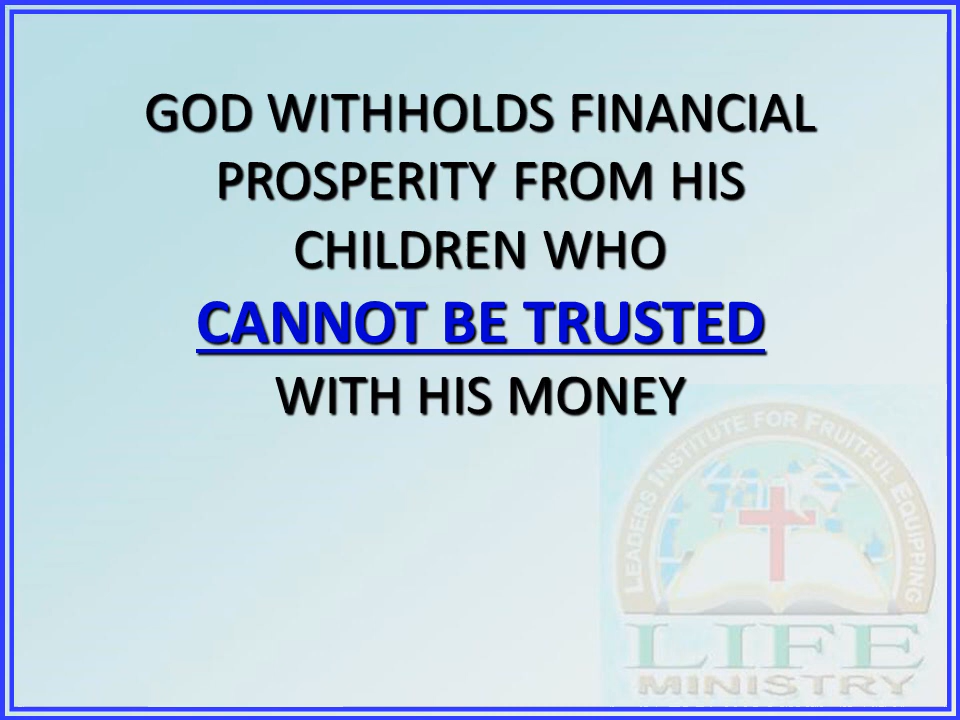 GOD WITHHOLDS FINANCIAL
PROSPERITY FROM HIS
CHILDREN WHO
CANNOT BE TRUSTED
WITH HIS MONEY
LEADERS INSTITUTE FOR FRUITFUL EQUIPPING
LIFE
MINISTRY